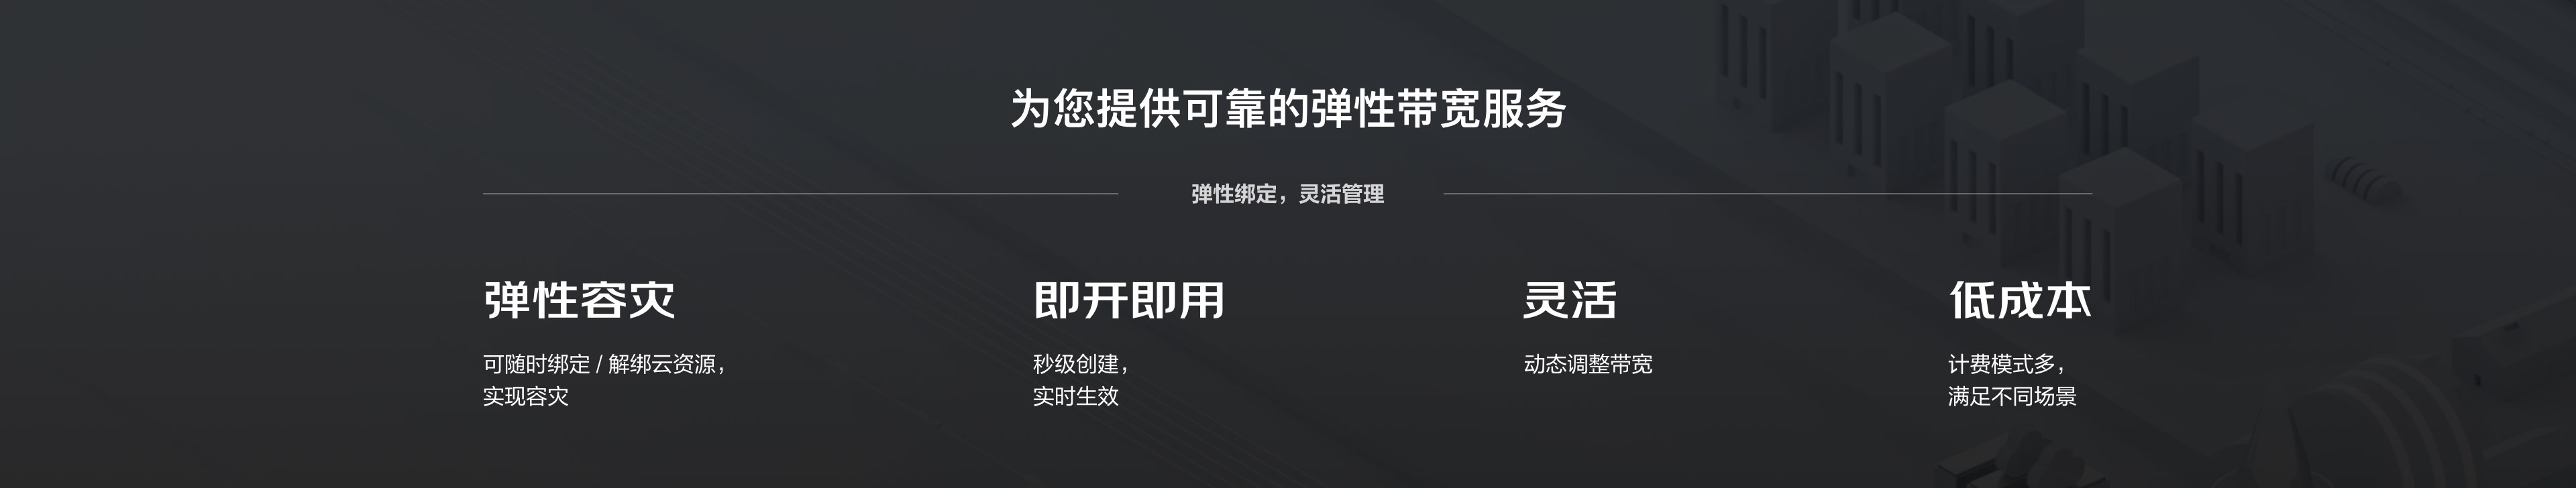 为您提供可靠的弹性带宽服务
弹性绑定，灵活管理
弹性容灾
可随时绑定 / 解绑云资源，
实现容灾
即开即用
秒级创建，
实时生效
灵活
动态调整带宽
低成本
计费模式多，
满足不同场景